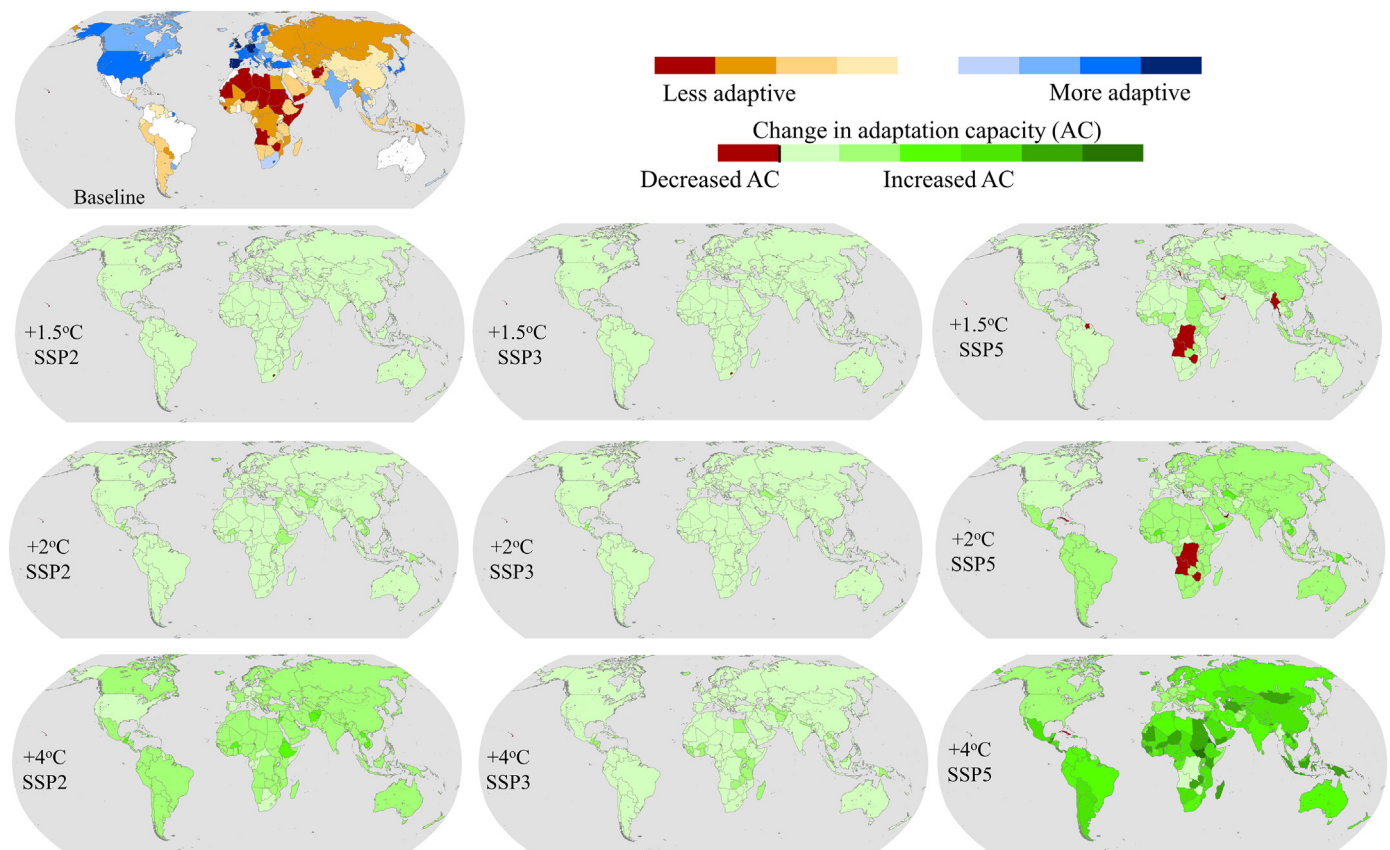 Less adaptive
More adaptive
Change in adaptation capacity (AC)
Decreased AC
Increased AC
Baseline
+1.5°C
SSP2
+1.5°C
SSP3
+1.5°C
SSP5
+2°C
SSP2
+2°C
SSP3
+2°C
SSP5
+4°C
SSP2
+4°C
SSP3
+4°C
SSP5